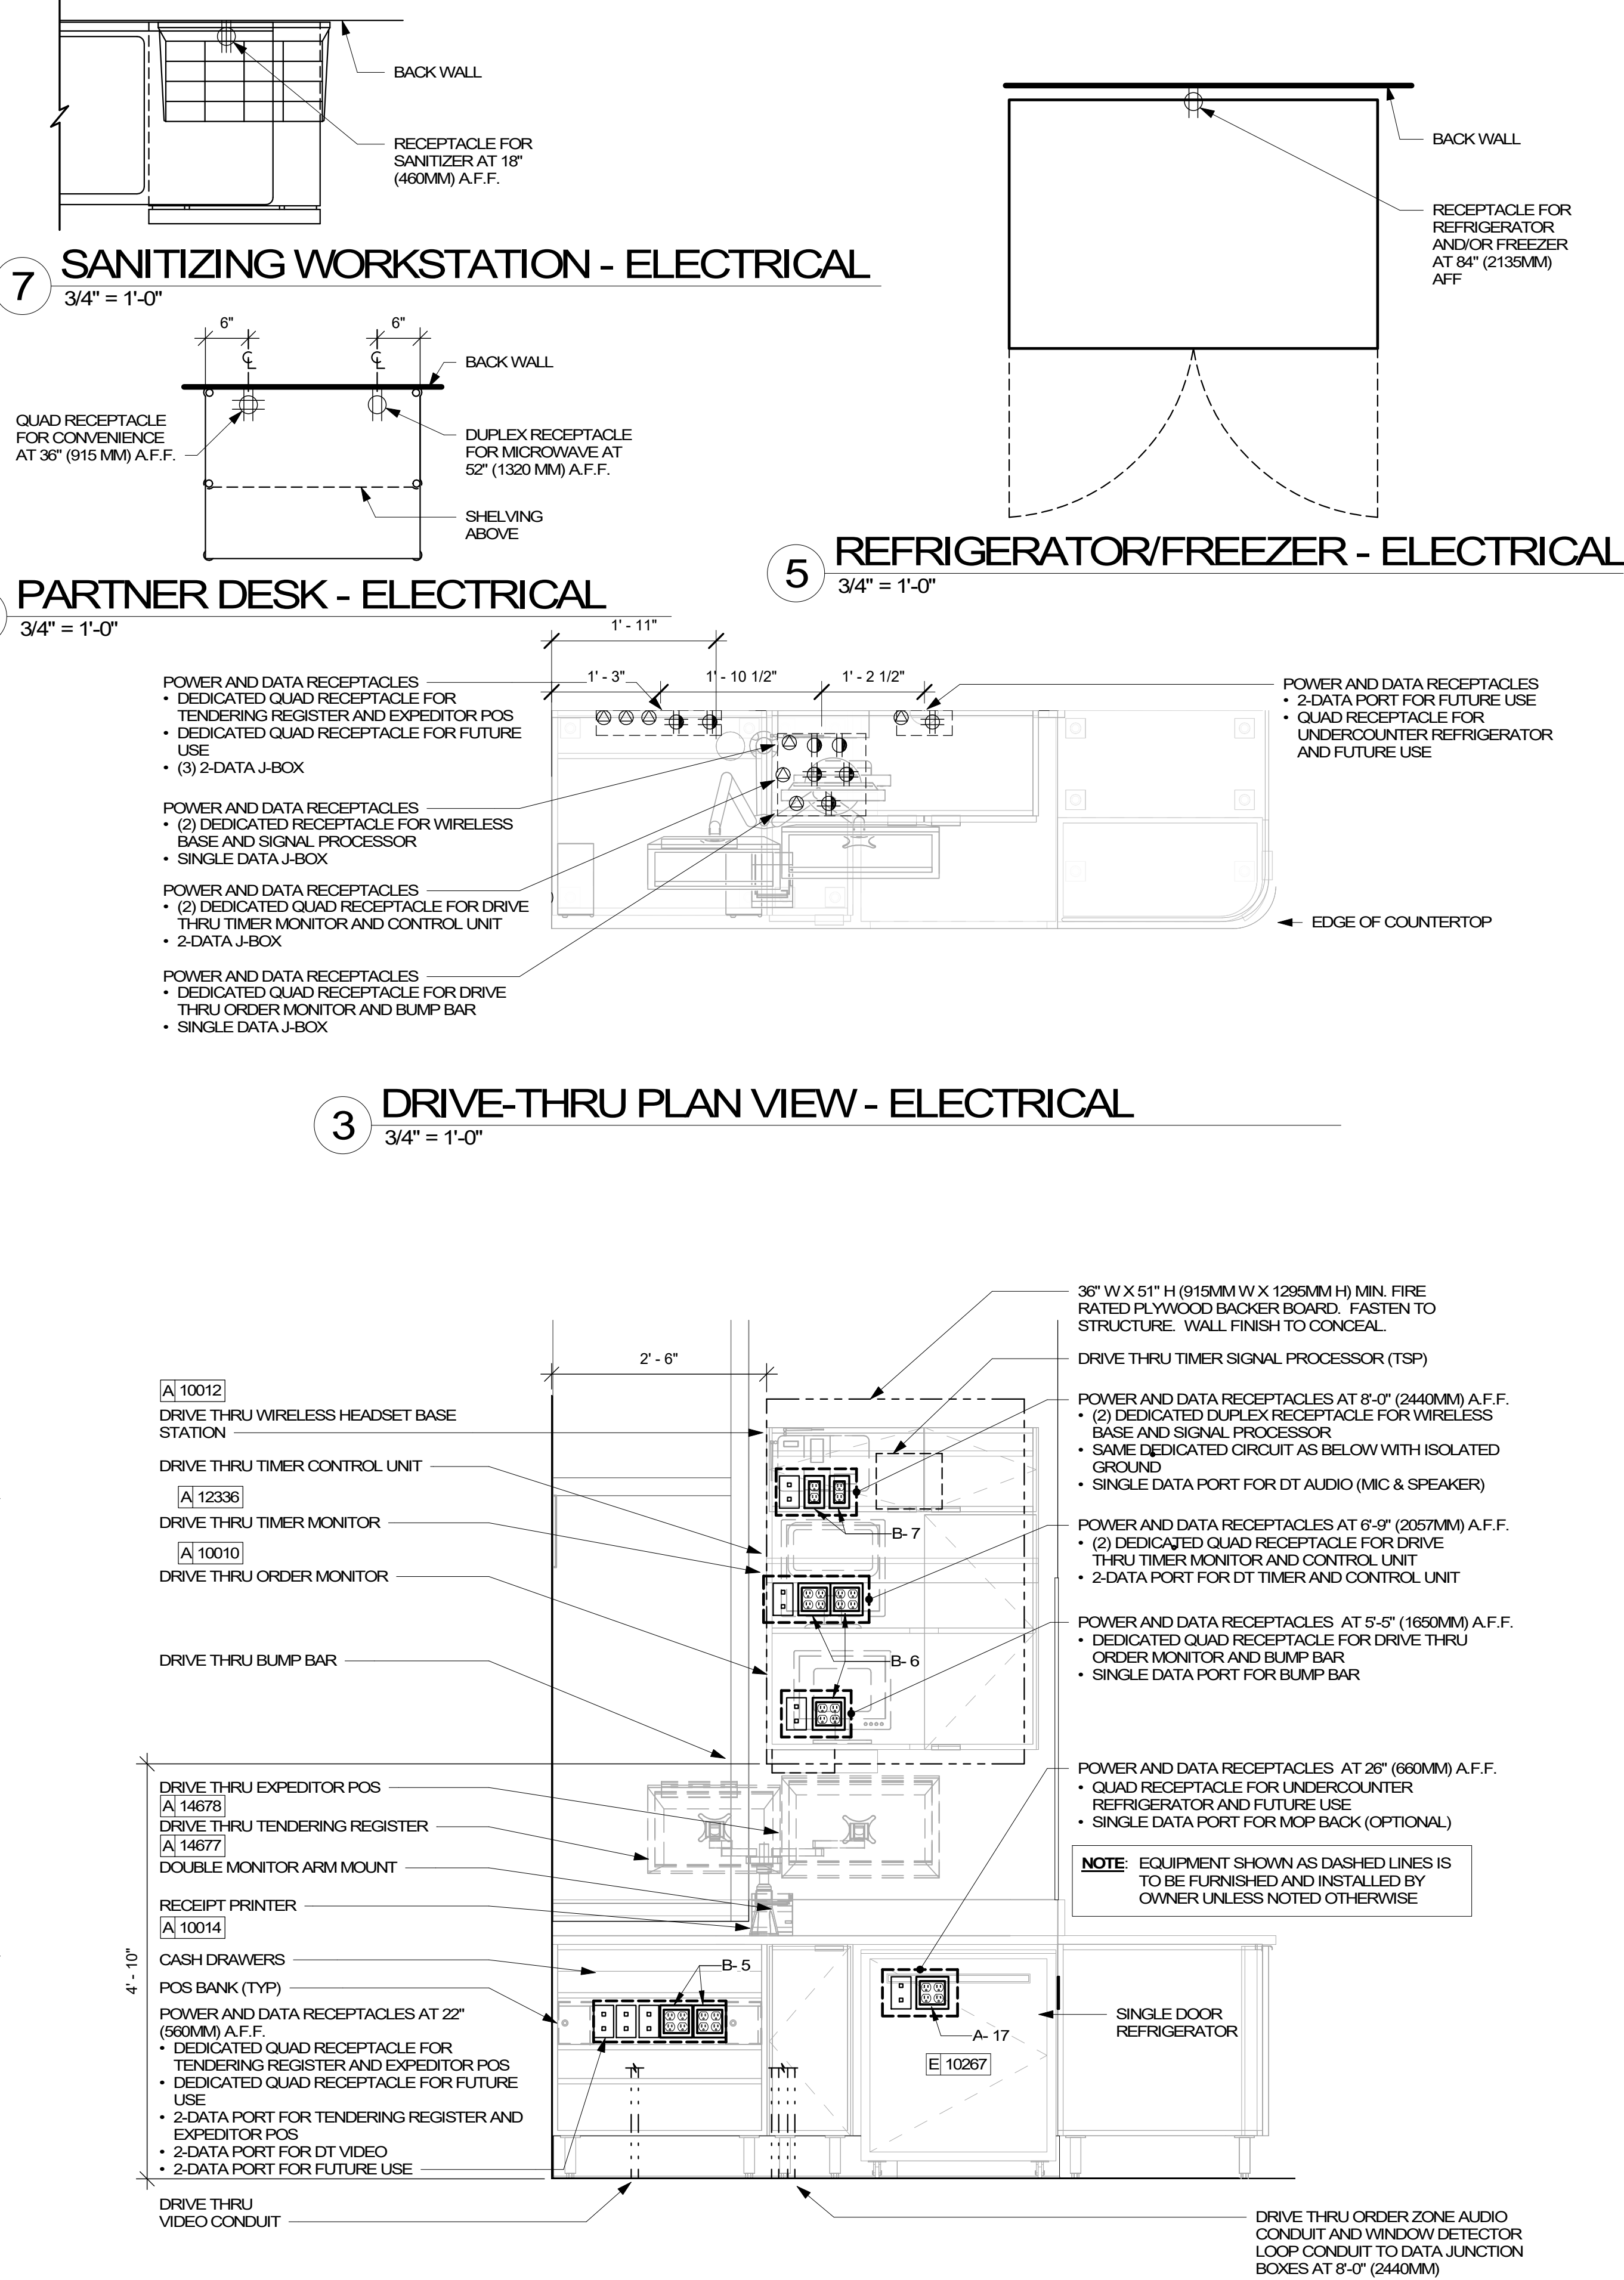 BACK WALL
RECEPTACLE FOR
SANITIZER AT 18"
(460MM) A.F.F.
7
SANITIZING WORKSTATION - ELECTRICAL
3/4" = 1'-0"
BACK WALL
RECEPTACLE FOR
REFRIGERATOR
AND/OR FREEZER
AT 84" (2135MM)
AFF
5
REFRIGERATOR/FREEZER - ELECTRICAL
3/4" = 1'-0"
6"
6"
BACK WALL
QUAD RECEPTACLE
FOR CONVENIENCE
AT 36" (915 MM) A.F.F.
DUPLEX RECEPTACLE
FOR MICROWAVE AT
52" (1320 MM) A.F.F.
SHELVING
ABOVE
PARTNER DESK - ELECTRICAL
3/4" = 1'-0"
1' - 11"
1' - 3"
1' - 10 1/2"
1' - 2 1/2"
POWER AND DATA RECEPTACLES
• DEDICATED QUAD RECEPTACLE FOR
TENDERING REGISTER AND EXPEDITOR POS
• DEDICATED QUAD RECEPTACLE FOR FUTURE
USE
• (3) 2-DATA J-BOX
POWER AND DATA RECEPTACLES
• (2) DEDICATED RECEPTACLE FOR WIRELESS
BASE AND SIGNAL PROCESSOR
• SINGLE DATA J-BOX
POWER AND DATA RECEPTACLES
• (2) DEDICATED QUAD RECEPTACLE FOR DRIVE
THRU TIMER MONITOR AND CONTROL UNIT
• 2-DATA J-BOX
POWER AND DATA RECEPTACLES
• DEDICATED QUAD RECEPTACLE FOR DRIVE
THRU ORDER MONITOR AND BUMP BAR
• SINGLE DATA J-BOX
POWER AND DATA RECEPTACLES
• 2-DATA PORT FOR FUTURE USE
• QUAD RECEPTACLE FOR
UNDERCOUNTER REFRIGERATOR
AND FUTURE USE
EDGE OF COUNTERTOP
3
DRIVE-THRU PLAN VIEW - ELECTRICAL
3/4" = 1'-0"
2' - 6"
A 10012
DRIVE THRU WIRELESS HEADSET BASE
STATION
DRIVE THRU TIMER CONTROL UNIT
A 12336
DRIVE THRU TIMER MONITOR
A 10010
DRIVE THRU ORDER MONITOR
DRIVE THRU BUMP BAR
DRIVE THRU EXPEDITOR POS
A 14678
DRIVE THRU TENDERING REGISTER
A 14677
DOUBLE MONITOR ARM MOUNT
RECEIPT PRINTER
A 10014
CASH DRAWERS
POS BANK (TYP)
POWER AND DATA RECEPTACLES AT 22"
(560MM) A.F.F.
• DEDICATED QUAD RECEPTACLE FOR
TENDERING REGISTER AND EXPEDITOR POS
• DEDICATED QUAD RECEPTACLE FOR FUTURE
USE
• 2-DATA PORT FOR TENDERING REGISTER AND
EXPEDITOR POS
• 2-DATA PORT FOR DT VIDEO
• 2-DATA PORT FOR FUTURE USE
4' - 10"
DRIVE THRU
VIDEO CONDUIT
B- 7
B- 6
B- 5
A- 17
E 10267
36" W X 51" H (915MM W X 1295MM H) MIN. FIRE
RATED PLYWOOD BACKER BOARD. FASTEN TO
STRUCTURE. WALL FINISH TO CONCEAL.
DRIVE THRU TIMER SIGNAL PROCESSOR (TSP)
POWER AND DATA RECEPTACLES AT 8'-0" (2440MM) A.F.F.
• (2) DEDICATED DUPLEX RECEPTACLE FOR WIRELESS
BASE AND SIGNAL PROCESSOR
• SAME DEDICATED CIRCUIT AS BELOW WITH ISOLATED
GROUND
• SINGLE DATA PORT FOR DT AUDIO (MIC & SPEAKER)
POWER AND DATA RECEPTACLES AT 6'-9" (2057MM) A.F.F.
• (2) DEDICATED QUAD RECEPTACLE FOR DRIVE
THRU TIMER MONITOR AND CONTROL UNIT
• 2-DATA PORT FOR DT TIMER AND CONTROL UNIT
POWER AND DATA RECEPTACLES AT 5'-5" (1650MM) A.F.F.
• DEDICATED QUAD RECEPTACLE FOR DRIVE THRU
ORDER MONITOR AND BUMP BAR
• SINGLE DATA PORT FOR BUMP BAR
POWER AND DATA RECEPTACLES AT 26" (660MM) A.F.F.
• QUAD RECEPTACLE FOR UNDERCOUNTER
REFRIGERATOR AND FUTURE USE
• SINGLE DATA PORT FOR MOP BACK (OPTIONAL)
NOTE: EQUIPMENT SHOWN AS DASHED LINES IS
TO BE FURNISHED AND INSTALLED BY
OWNER UNLESS NOTED OTHERWISE
SINGLE DOOR
REFRIGERATOR
DRIVE THRU ORDER ZONE AUDIO
CONDUIT AND WINDOW DETECTOR
LOOP CONDUIT TO DATA JUNCTION
BOXES AT 8'-0" (2440MM)